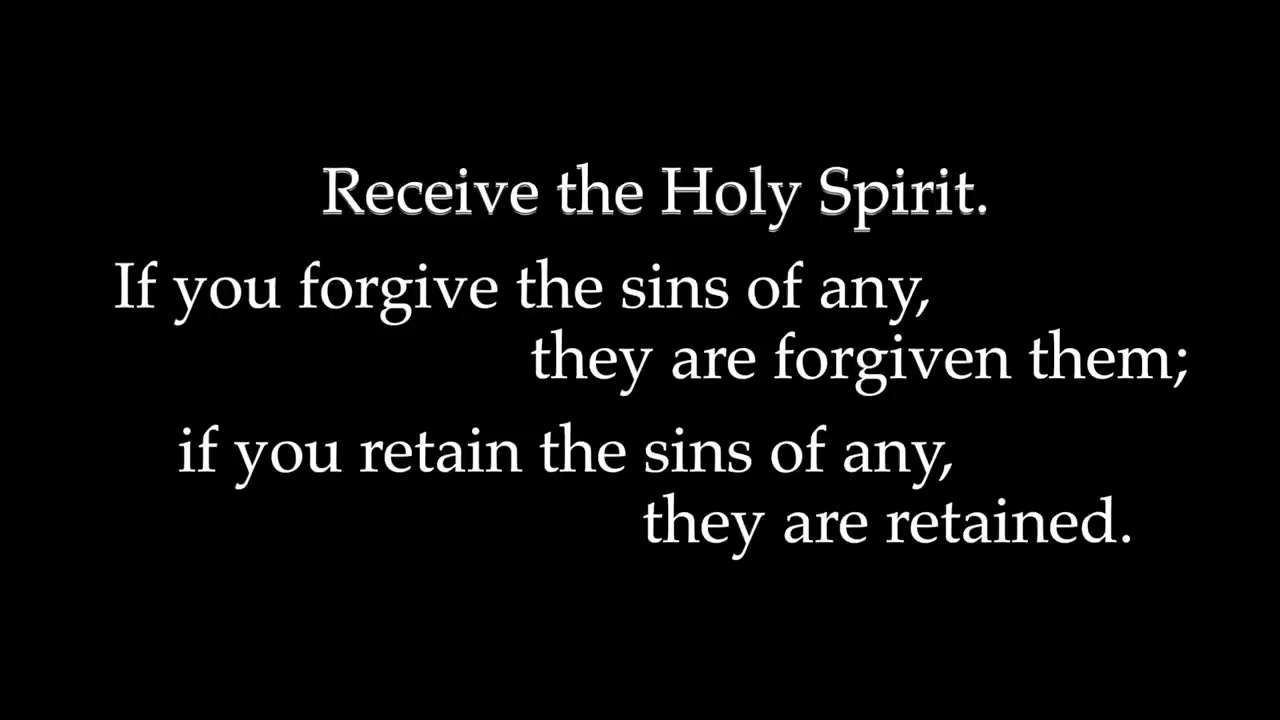 Receive the Holy Spirit.
If you forgive the sins of any,
they are forgiven them;
if you retain the sins of any,
they are retained.